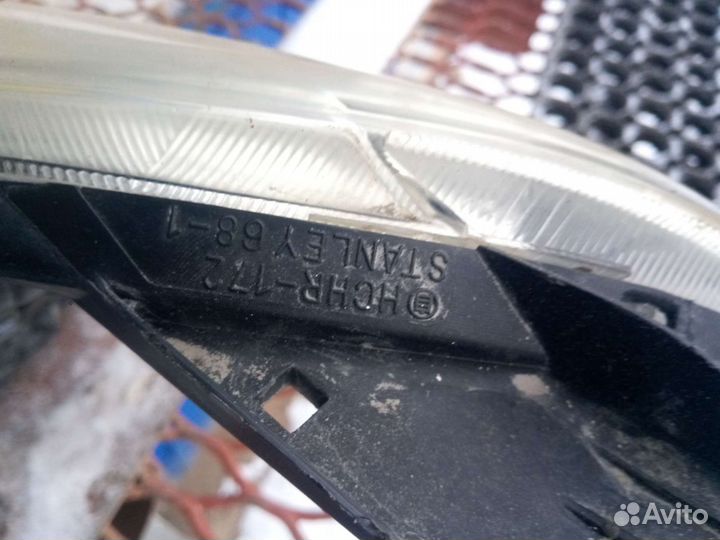 Ⓔ HCHR-172
STANLEY 68-1
Avito